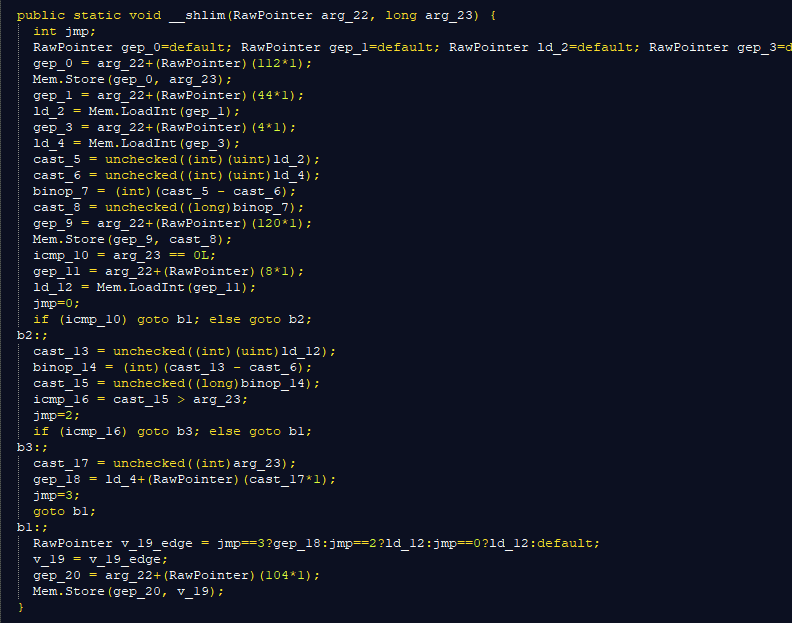 public static void __shlim(RawPointer arg_22, long arg_23) {
int jmp;
RawPointer gep_0=default; RawPointer gep_1=default; RawPointer ld_2=default; RawPointer gep_3=d
gep_0 = arg_22+(RawPointer)(112*1);
Mem.Store(gep_0, arg_23);
gep_1 = arg_22+(RawPointer)(44*1);
ld_2 = Mem.LoadInt(gep_1);
gep_3 = arg_22+(RawPointer)(4*1);
ld_4 = Mem.LoadInt(gep_3);
cast_5 = unchecked((int)(uint)ld_2);
cast_6 = unchecked((int)(uint)ld_4);
binop_7 = (int)(cast_5 - cast_6);
cast_8 = unchecked((long)binop_7);
gep_9 = arg_22+(RawPointer)(120*1);
Mem.Store(gep_9, cast_8);
icmp_10 = arg_23 == 0L;
gep_11 = arg_22+(RawPointer)(8*1);
ld_12 = Mem.LoadInt(gep_11);
jmp=0;
if (icmp_10) goto b1; else goto b2;
b2:;
cast_13 = unchecked((int)(uint)ld_12);
binop_14 = (int)(cast_13 - cast_6);
cast_15 = unchecked((long)binop_14);
icmp_16 = cast_15 > arg_23;
jmp=2;
if (icmp_16) goto b3; else goto b1;
b3:;
cast_17 = unchecked((int)arg_23);
gep_18 = ld_4+(RawPointer)(cast_17*1);
jmp=3;
goto b1;
b1:;
RawPointer v_19_edge = jmp==3?gep_18:jmp==2?ld_12:jmp==0?ld_12:default;
v_19 = v_19_edge;
gep_20 = arg_22+(RawPointer)(104*1);
Mem.Store(gep_20, v_19);
}